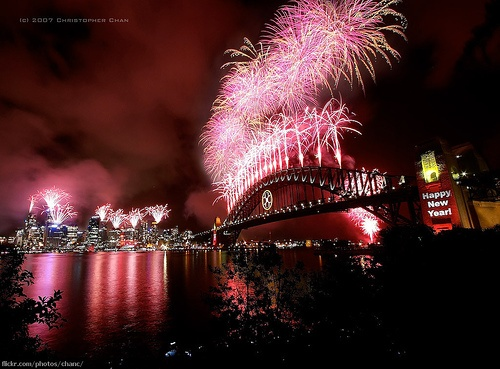 (c) 2007 Christopher Chan
Happy
New
Year!
flickr.com/photos/chanc/